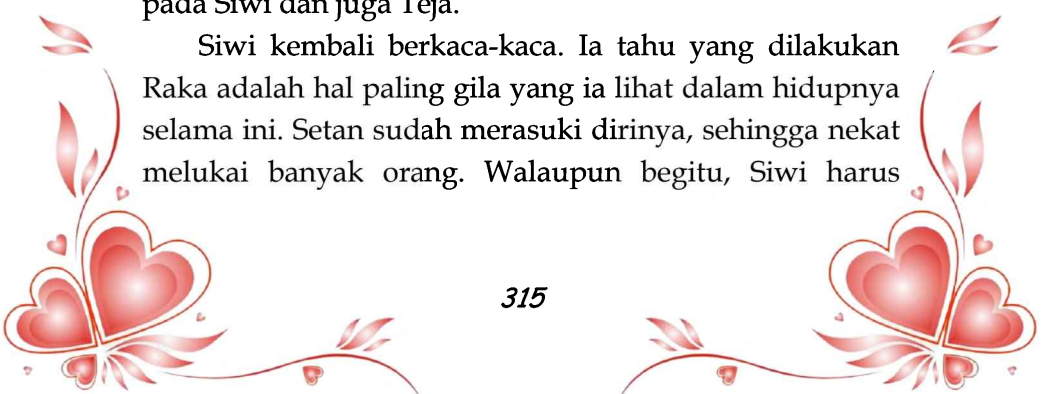 pada Siwi dan juga Teja.
Siwi kembali berkaca-kaca. Ia tahu yang dilakukan
Raka adalah hal paling gila yang ia lihat dalam hidupnya
selama ini. Setan sudah merasuki dirinya, sehingga nekat
melukai banyak orang. Walaupun begitu, Siwi harus
315